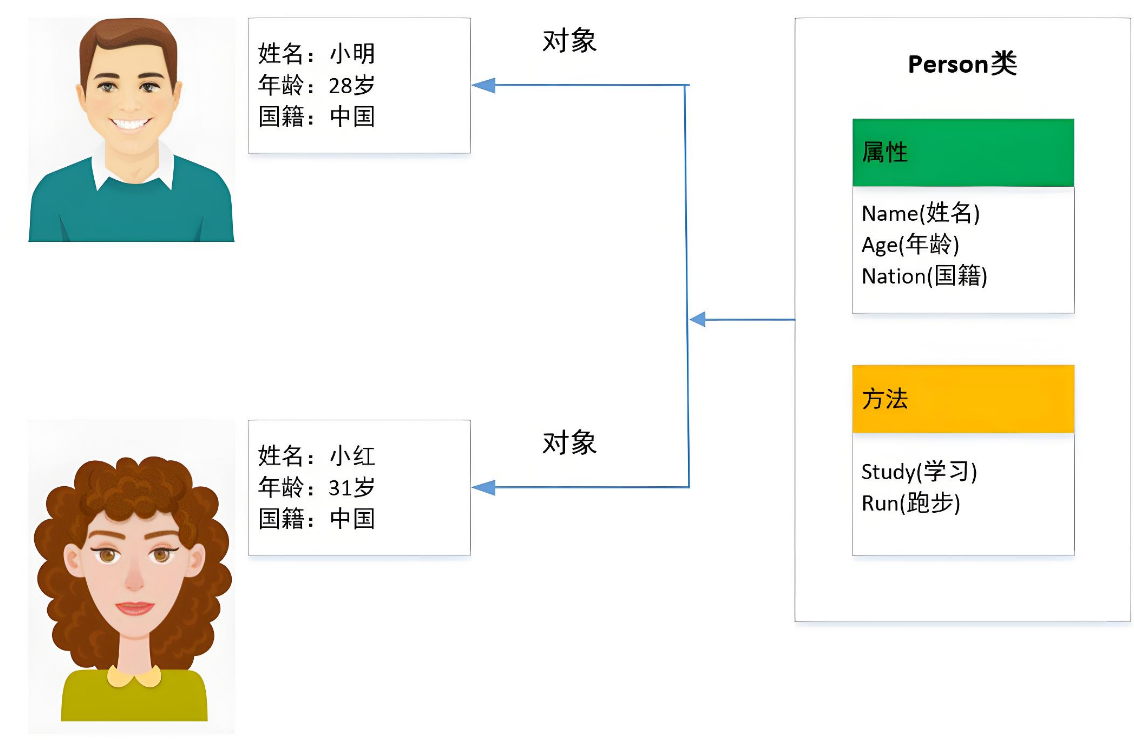 姓名：小明
年龄：28岁
国籍：中国
对象
Person类
属性
Name(姓名)
Age(年龄)
Nation(国籍)
方法
Study(学习)
Run(跑步)
姓名：小红
年龄：31岁
国籍：中国
对象